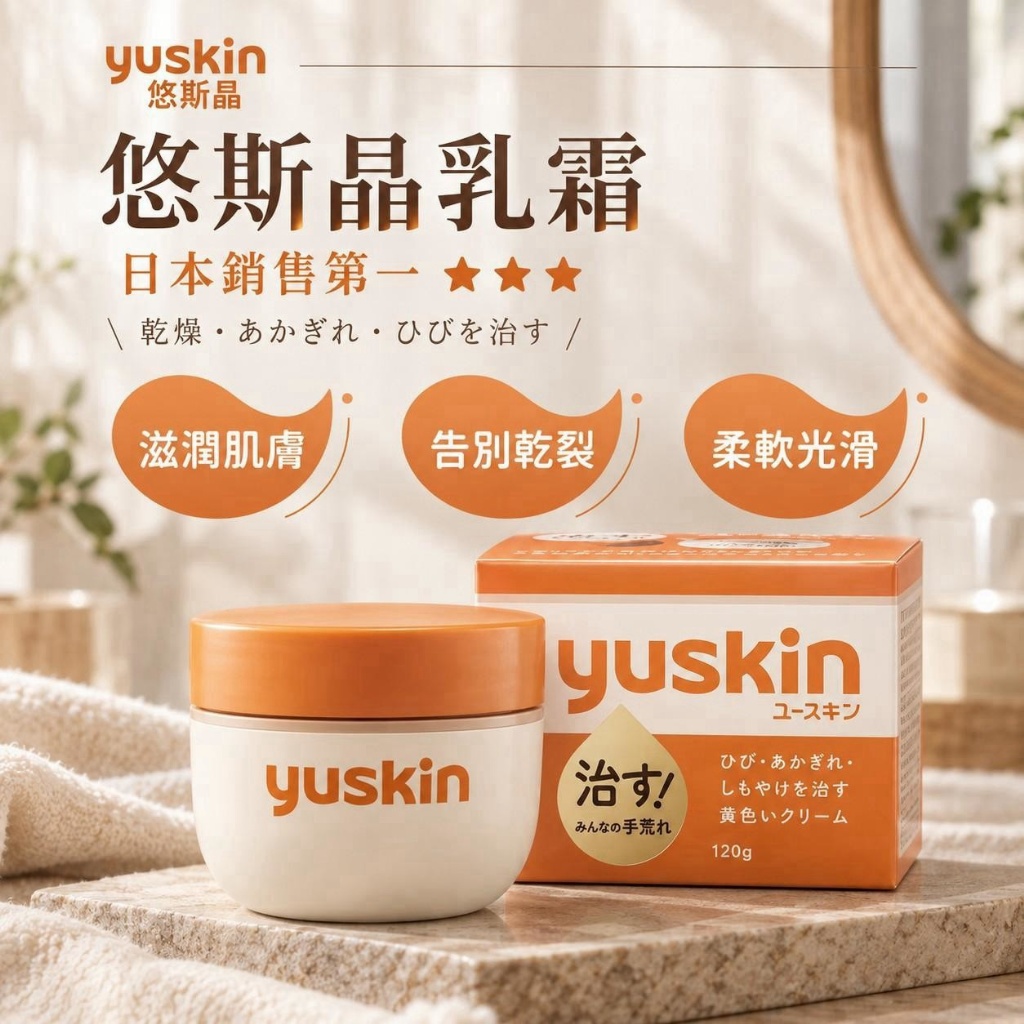 yuskin
悠斯晶
悠斯晶乳霜
日本銷售第一 ★★★
\ 乾燥・あかぎれ・ひびを治す /
滋潤肌膚
告別乾裂
柔軟光滑
yuskin
yuskin
ユースキン
治す!
みんなの手荒れ
ひび・あかぎれ・
しもやけを治す
黄色いクリーム
120g